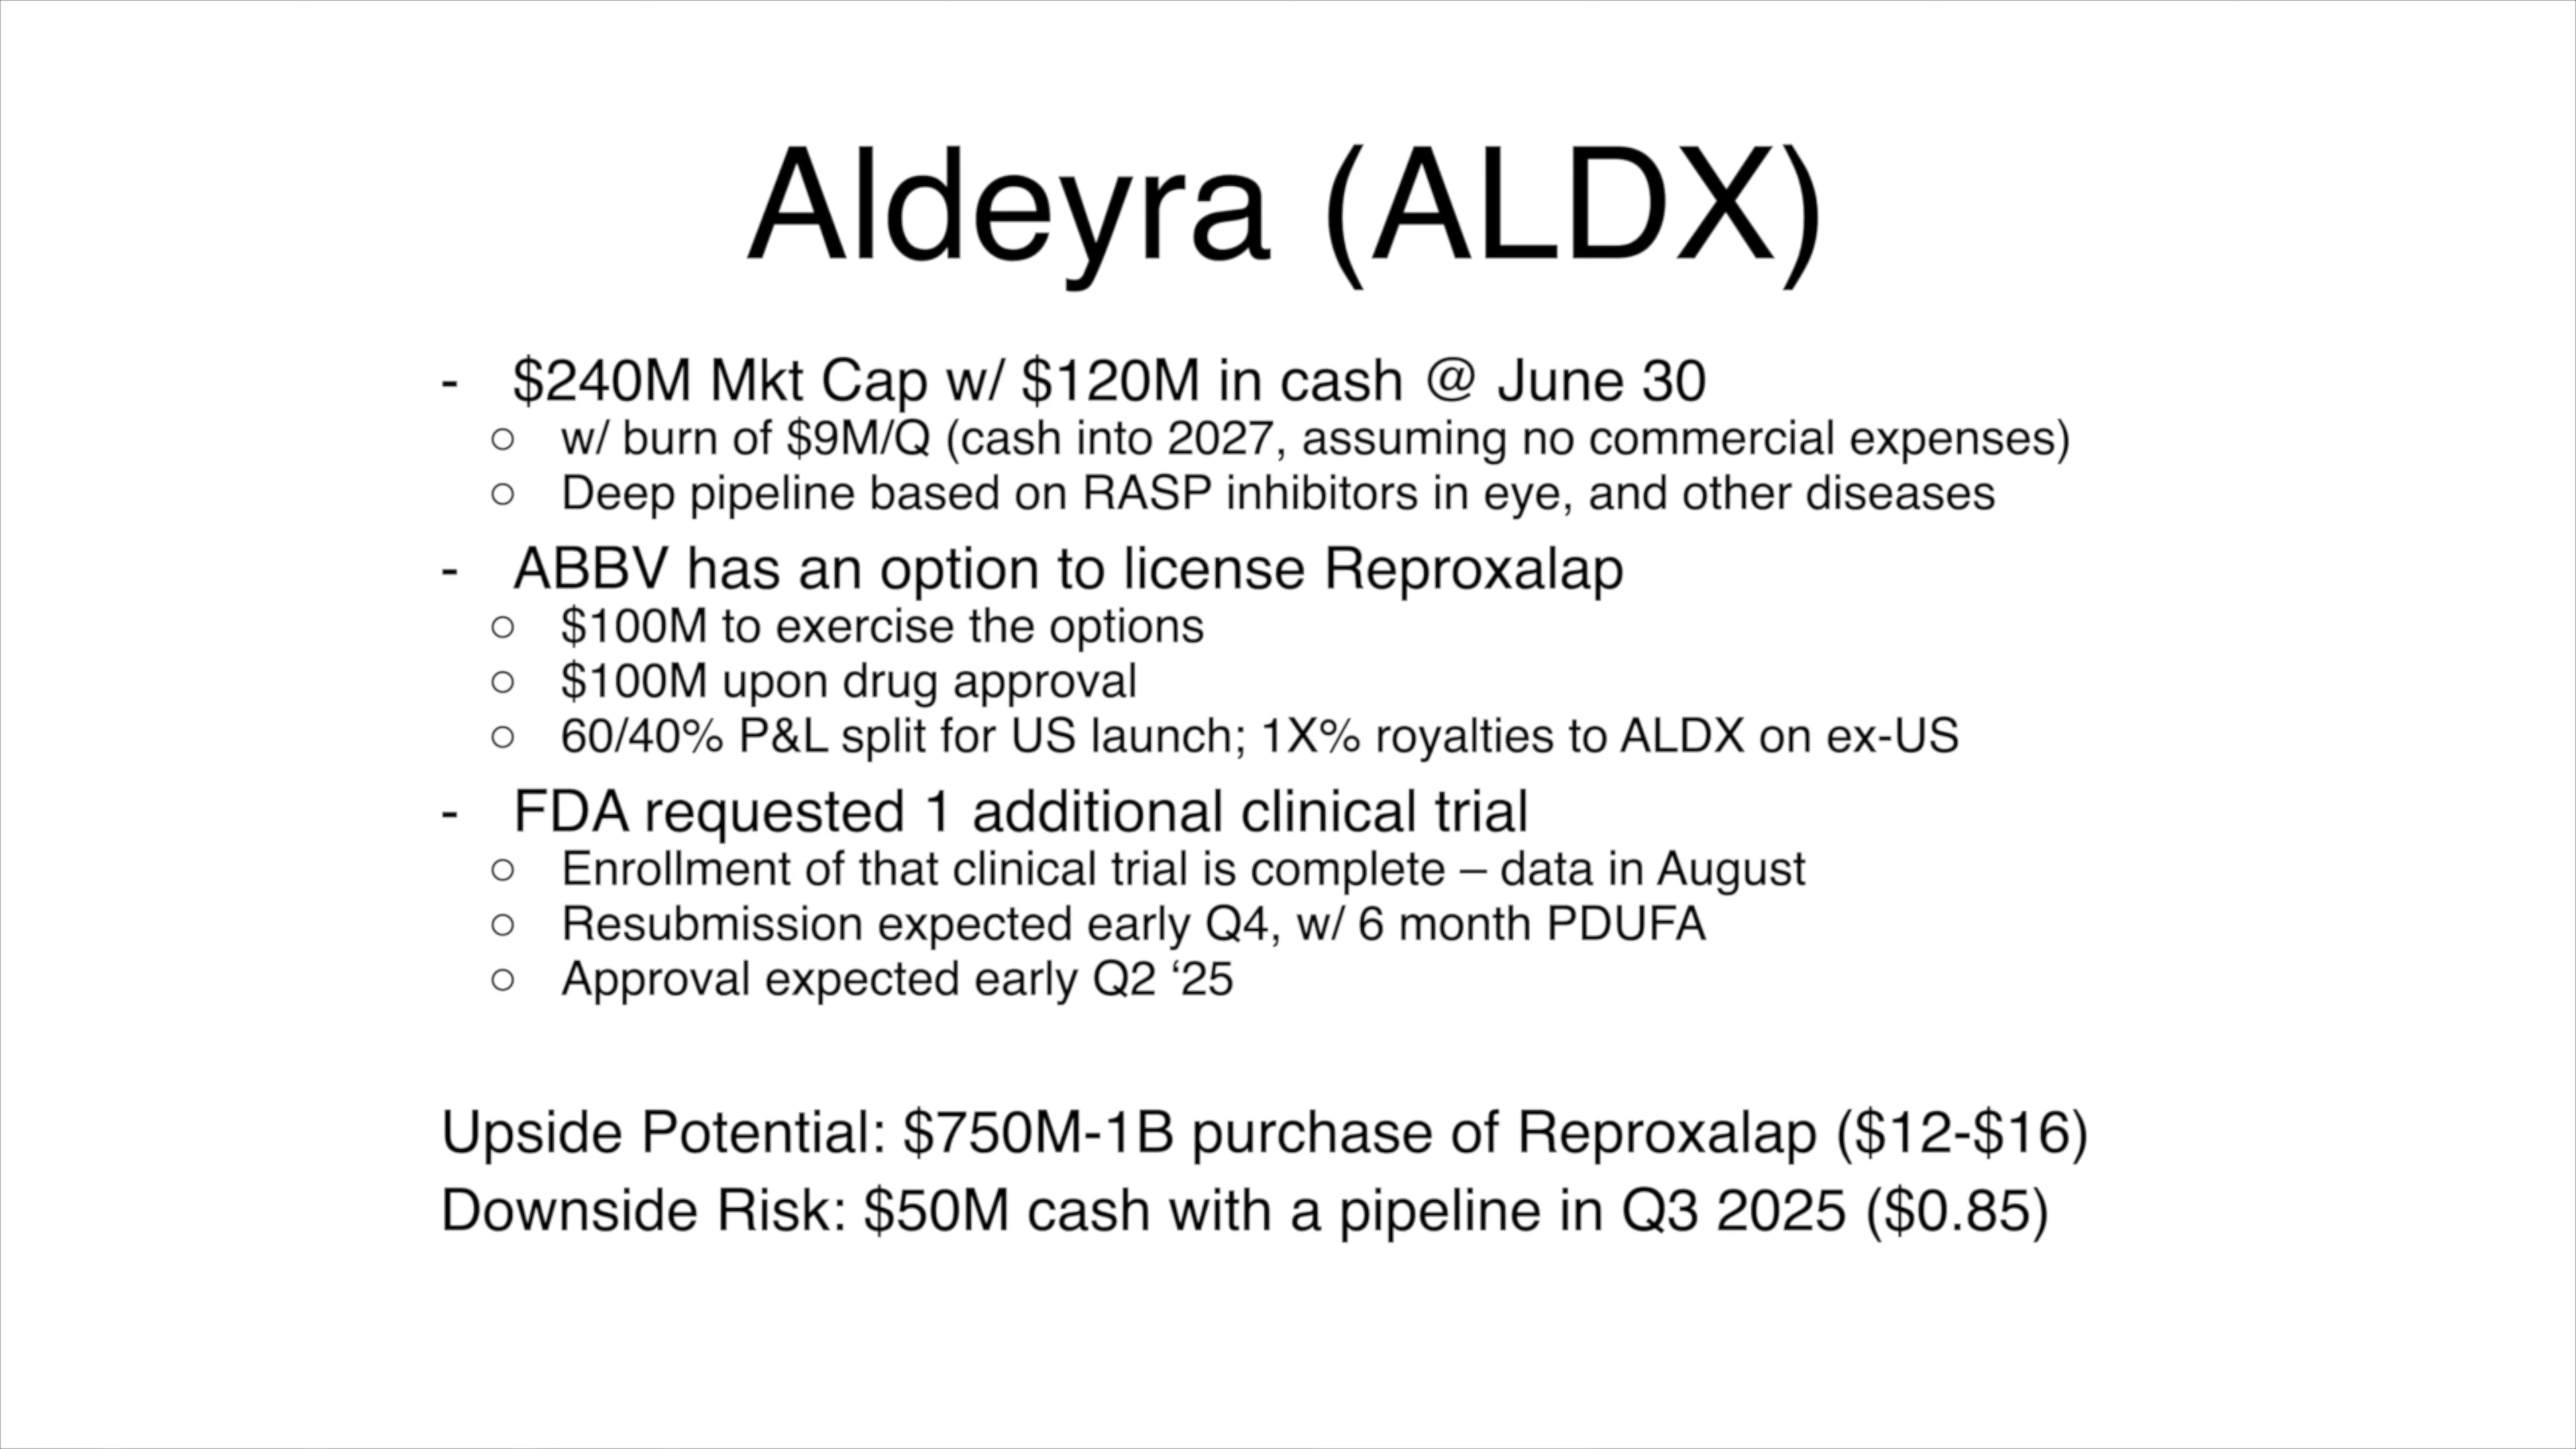 Aldeyra (ALDX)
- $240M Mkt Cap w/ $120M in cash @ June 30
○ w/ burn of $9M/Q (cash into 2027, assuming no commercial expenses)
○ Deep pipeline based on RASP inhibitors in eye, and other diseases
- ABBV has an option to license Reproxalap
○ $100M to exercise the options
○ $100M upon drug approval
○ 60/40% P&L split for US launch; 1X% royalties to ALDX on ex-US
- FDA requested 1 additional clinical trial
○ Enrollment of that clinical trial is complete – data in August
○ Resubmission expected early Q4, w/ 6 month PDUFA
○ Approval expected early Q2 ‘25
Upside Potential: $750M-1B purchase of Reproxalap ($12-$16)
Downside Risk: $50M cash with a pipeline in Q3 2025 ($0.85)